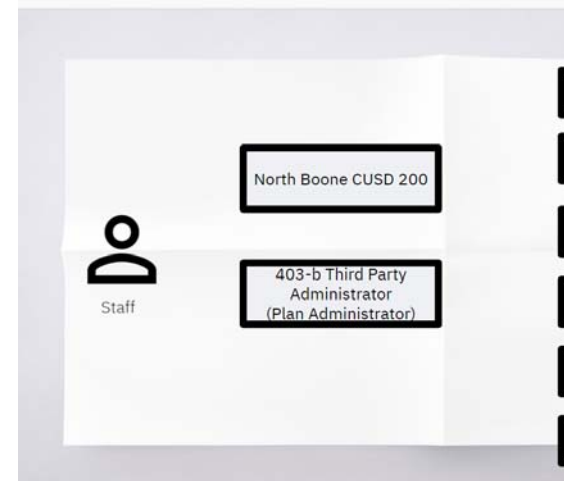 North Boone CUSD 200
403-b Third Party
Administrator
(Plan Administrator)
Staff